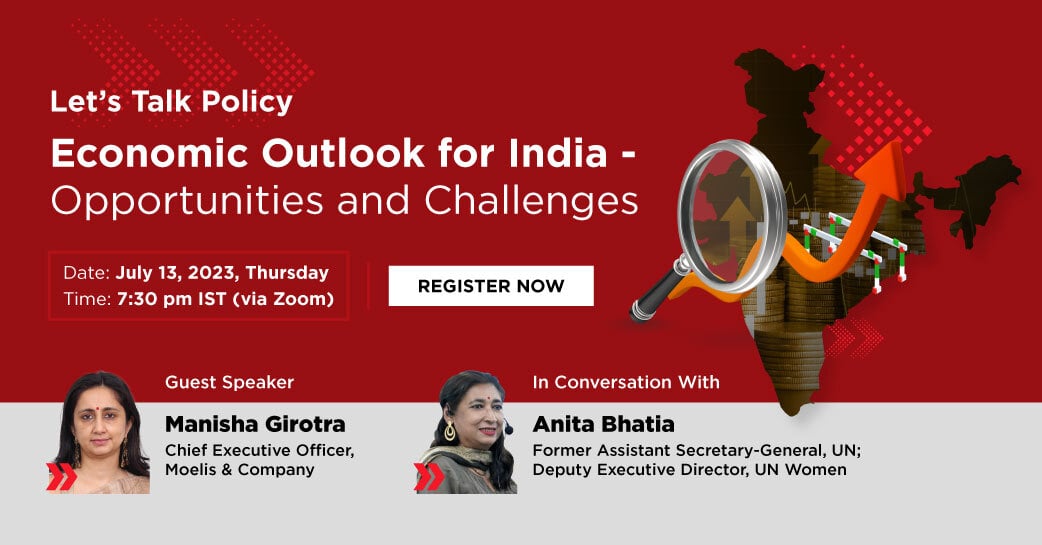 Let's Talk Policy
Economic Outlook for India -
Opportunities and Challenges
Date: July 13, 2023, Thursday
Time: 7:30 pm IST (via Zoom)
REGISTER NOW
Guest Speaker
Manisha Girotra
Chief Executive Officer,
Moelis & Company
In Conversation With
Anita Bhatia
Former Assistant Secretary-General, UN;
Deputy Executive Director, UN Women